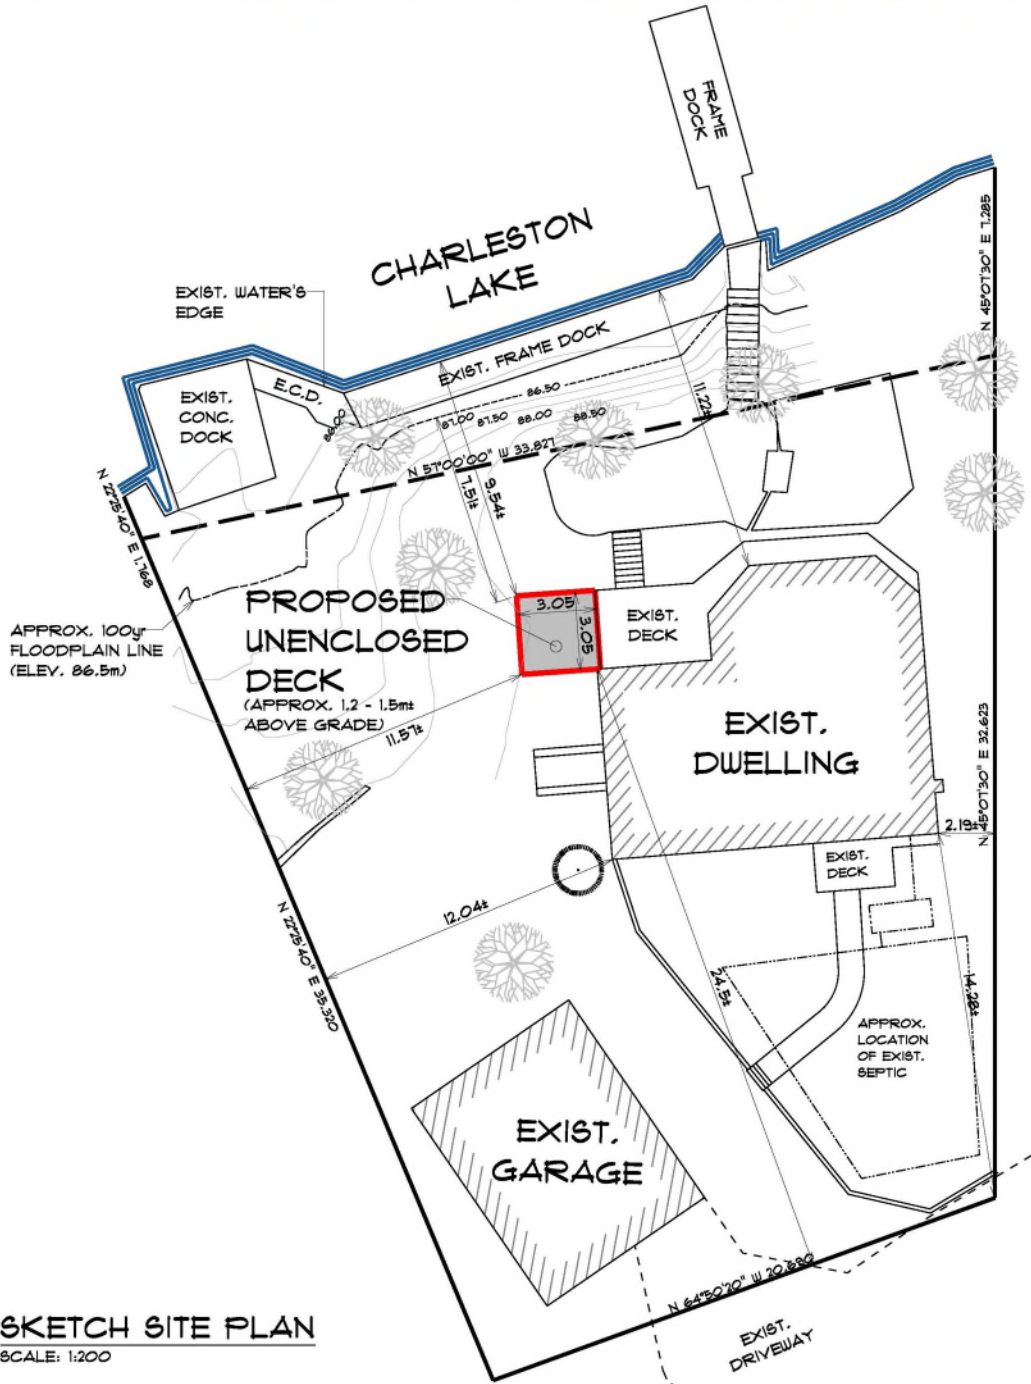 FRAME
DOCK
CHARLESTON
LAKE
N 45°07'30" E 7.285
EXIST. WATER'S
EDGE
EXIST. FRAME DOCK
E.C.D.
EXIST.
CONC.
DOCK
86.00
86.50
87.00 87.50 88.00 88.50
11.22±
N 57°00'00" W 33.827
7.51±
9.54±
N 22°25'40" E 1.768
APPROX. 100yr
FLOODPLAIN LINE
(ELEV. 86.5m)
PROPOSED
UNENCLOSED
DECK
(APPROX. 1.2 - 1.5m±
ABOVE GRADE)
3.05
3.05
EXIST.
DECK
11.57±
EXIST.
DWELLING
N 45°07'30" E 32.623
2.19±
EXIST.
DECK
12.04±
N 22°25'40" E 35.320
24.5±
14.28±
APPROX.
LOCATION
OF EXIST.
SEPTIC
EXIST.
GARAGE
N 64°50'20" W 20.680
EXIST.
DRIVEWAY
SKETCH SITE PLAN
SCALE: 1:200